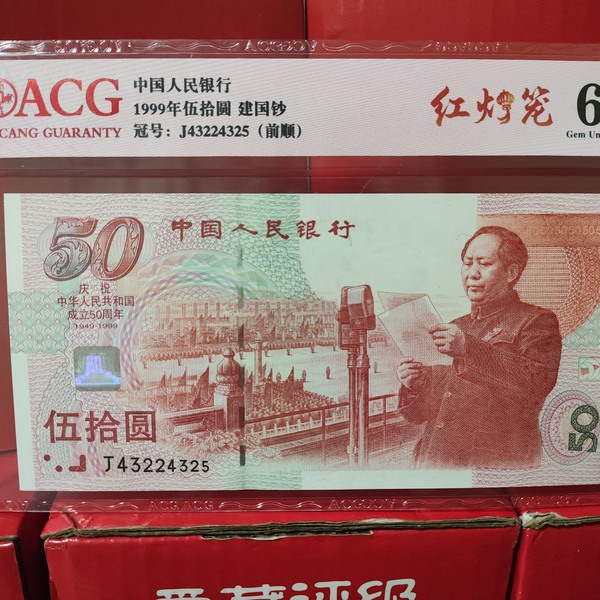 ACG
CANG GUARANTY
中国人民银行
1999年伍拾圆 建国钞
冠号：J43224325（前顺）
红灯笼
6
Gem Un
50
中国人民银行
庆祝
中华人民共和国
成立50周年
1949-1999
伍拾圆
J43224325
50
ACG ACG